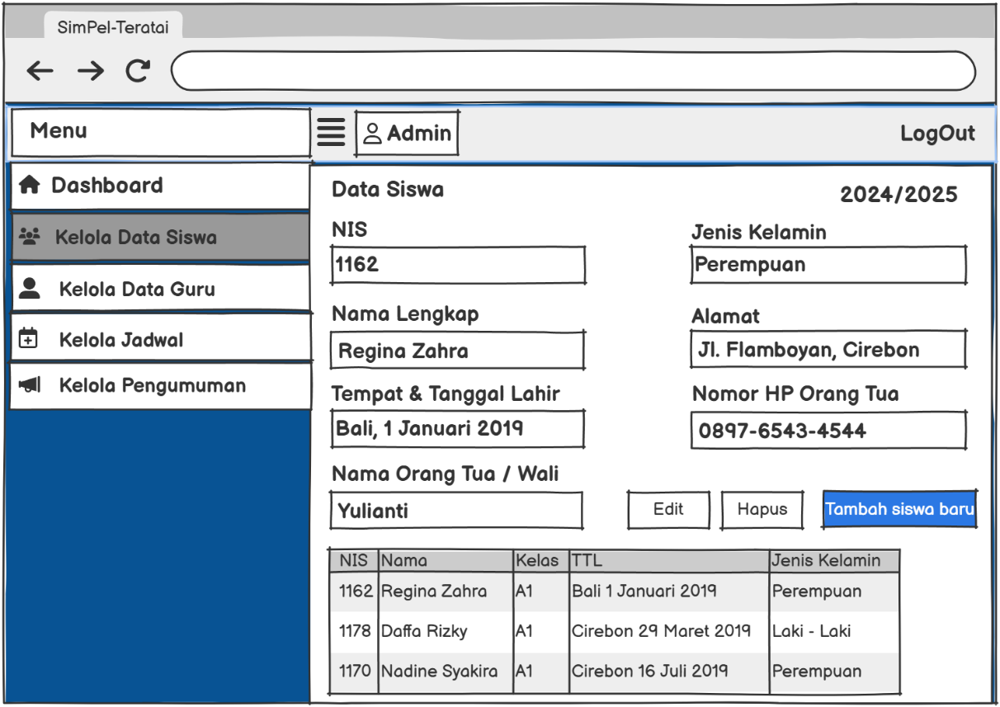 SimPel-Teratai
Menu
Admin
LogOut
Dashboard
Kelola Data Siswa
Kelola Data Guru
Kelola Jadwal
Kelola Pengumuman
Data Siswa
2024/2025
NIS
1162
Jenis Kelamin
Perempuan
Nama Lengkap
Regina Zahra
Alamat
Jl. Flamboyan, Cirebon
Tempat & Tanggal Lahir
Bali, 1 Januari 2019
Nomor HP Orang Tua
0897-6543-4544
Nama Orang Tua / Wali
Yulianti
Edit
Hapus
Tambah siswa baru
NIS Nama Kelas TTL Jenis Kelamin
1162 Regina Zahra A1 Bali 1 Januari 2019 Perempuan
1178 Daffa Rizky A1 Cirebon 29 Maret 2019 Laki - Laki
1170 Nadine Syakira A1 Cirebon 16 Juli 2019 Perempuan